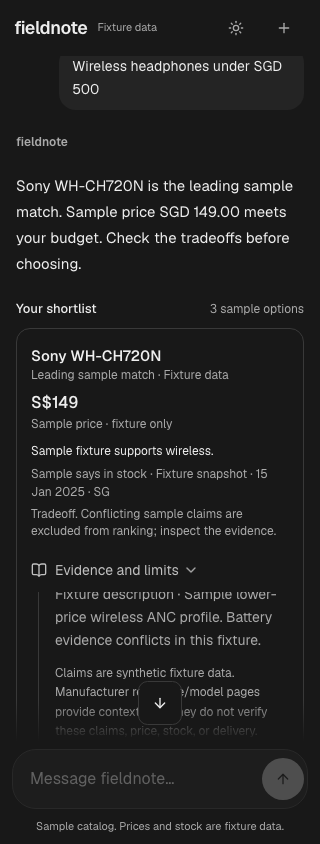 fieldnote Fixture data
Wireless headphones under SGD
500
fieldnote
Sony WH-CH720N is the leading sample
match. Sample price SGD 149.00 meets
your budget. Check the tradeoffs before
choosing.
Your shortlist 3 sample options
Sony WH-CH720N
Leading sample match · Fixture data
S$149
Sample price · fixture only
Sample fixture supports wireless.
Sample says in stock · Fixture snapshot · 15
Jan 2025 · SG
Tradeoff. Conflicting sample claims are
excluded from ranking; inspect the evidence.
Evidence and limits
Fixture description · Sample lower-
price wireless ANC profile. Battery
evidence conflicts in this fixture.
Claims are synthetic fixture data.
Manufacturer /model pages
provide context they do not verify
these claims, price, stock, or delivery.
Message fieldnote...
Sample catalog. Prices and stock are fixture data.